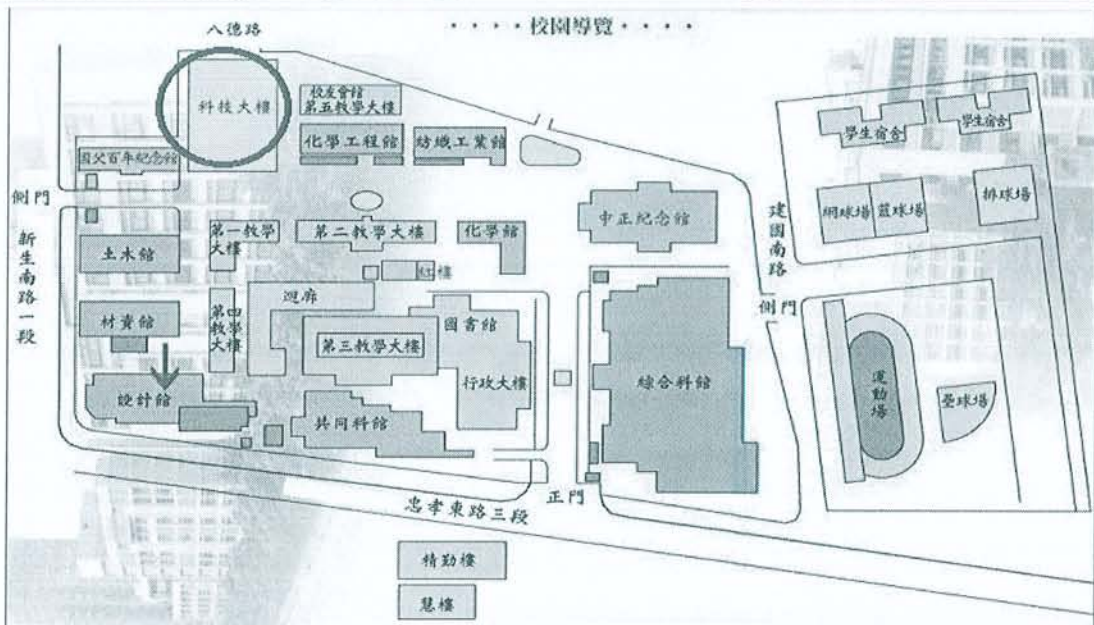 ····校園導覽····
八德路
科技大樓
校友會館
第五教學大樓
化學工程館
紡織工業館
學生宿舍
學生宿舍
國父百年紀念館
側門
新生南路一段
土木館
第一教學大樓
第二教學大樓
化學館
中正紀念館
建國南路
網球場
籃球場
排球場
紅樓
迴廊
材資館
第四教學大樓
圖書館
第三教學大樓
側門
設計館
行政大樓
綜合科館
運動場
壘球場
共同科館
正門
忠孝東路三段
精勤樓
慧樓